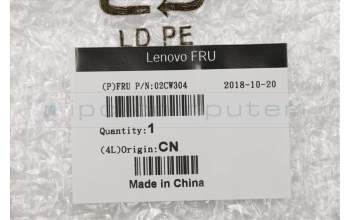 LD PE
Lenovo FRU
(P)FRU P/N:02CW304 2018-10-20
Quantity:1
(4L)Origin:CN
Made in China